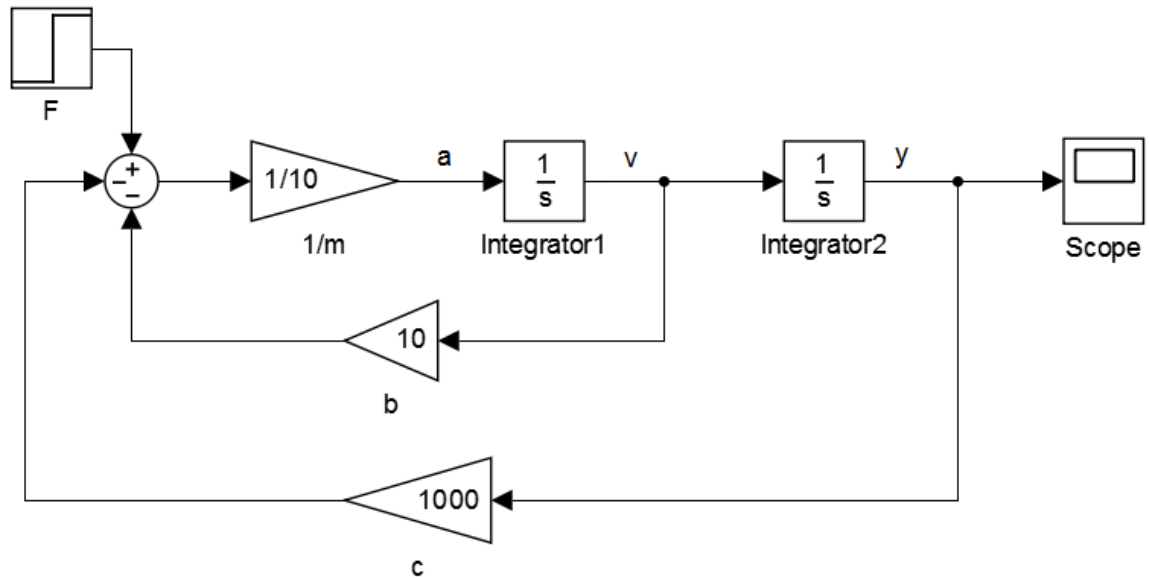 F
+
−
−
1/10
1/m
a
1
s
Integrator1
v
1
s
Integrator2
y
Scope
10
b
1000
c